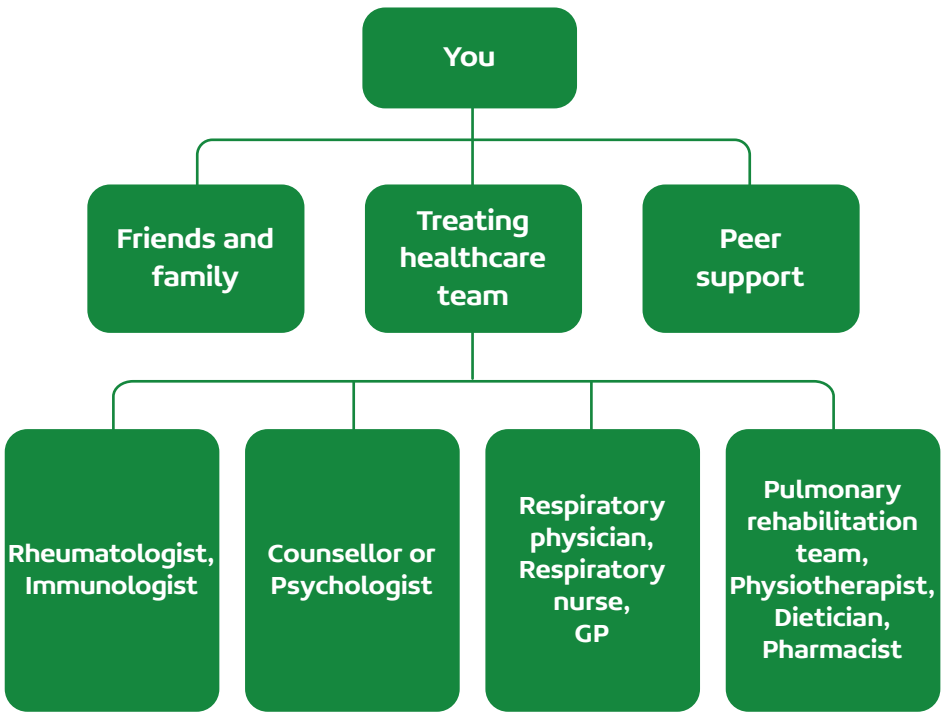 You
Friends and
family
Treating
healthcare
team
Peer
support
Rheumatologist,
Immunologist
Counsellor or
Psychologist
Respiratory
physician,
Respiratory
nurse,
GP
Pulmonary
rehabilitation
team,
Physiotherapist,
Dietician,
Pharmacist